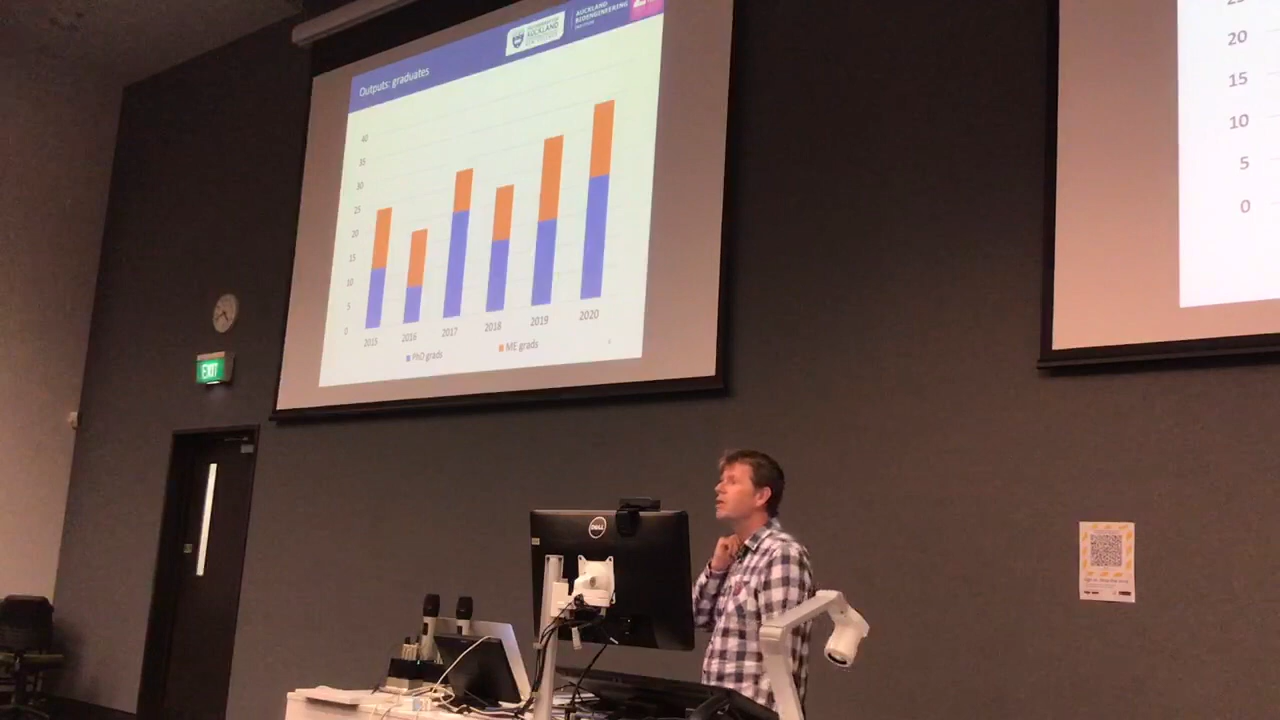 AUCKLAND
AUCKLAND
BIOENGINEERING
INSTITUTE
Outputs: graduates
40
35
30
25
20
15
10
5
0
2015
2016
2017
2018
2019
2020
PhD grads
ME grads
20
15
10
5
0
EXIT
DELL